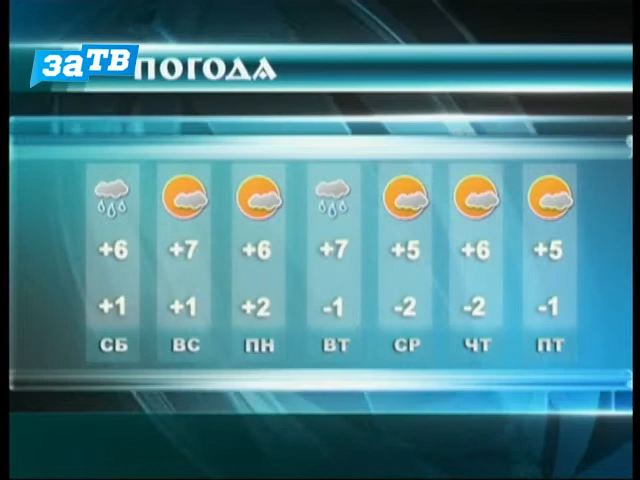 заТВ
ПОГОДА
+6 +7 +6 +7 +5 +6 +5
+1 +1 +2 -1 -2 -2 -1
СБ ВС ПН ВТ СР ЧТ ПТ